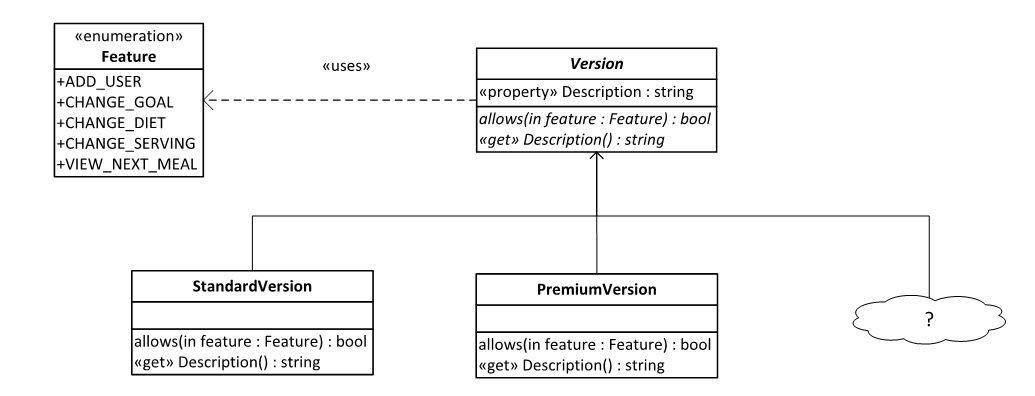 «enumeration»
Feature
+ADD_USER
+CHANGE_GOAL
+CHANGE_DIET
+CHANGE_SERVING
+VIEW_NEXT_MEAL
«uses»
Version
«property» Description : string
allows(in feature : Feature) : bool
«get» Description() : string
StandardVersion
allows(in feature : Feature) : bool
«get» Description() : string
PremiumVersion
allows(in feature : Feature) : bool
«get» Description() : string
?